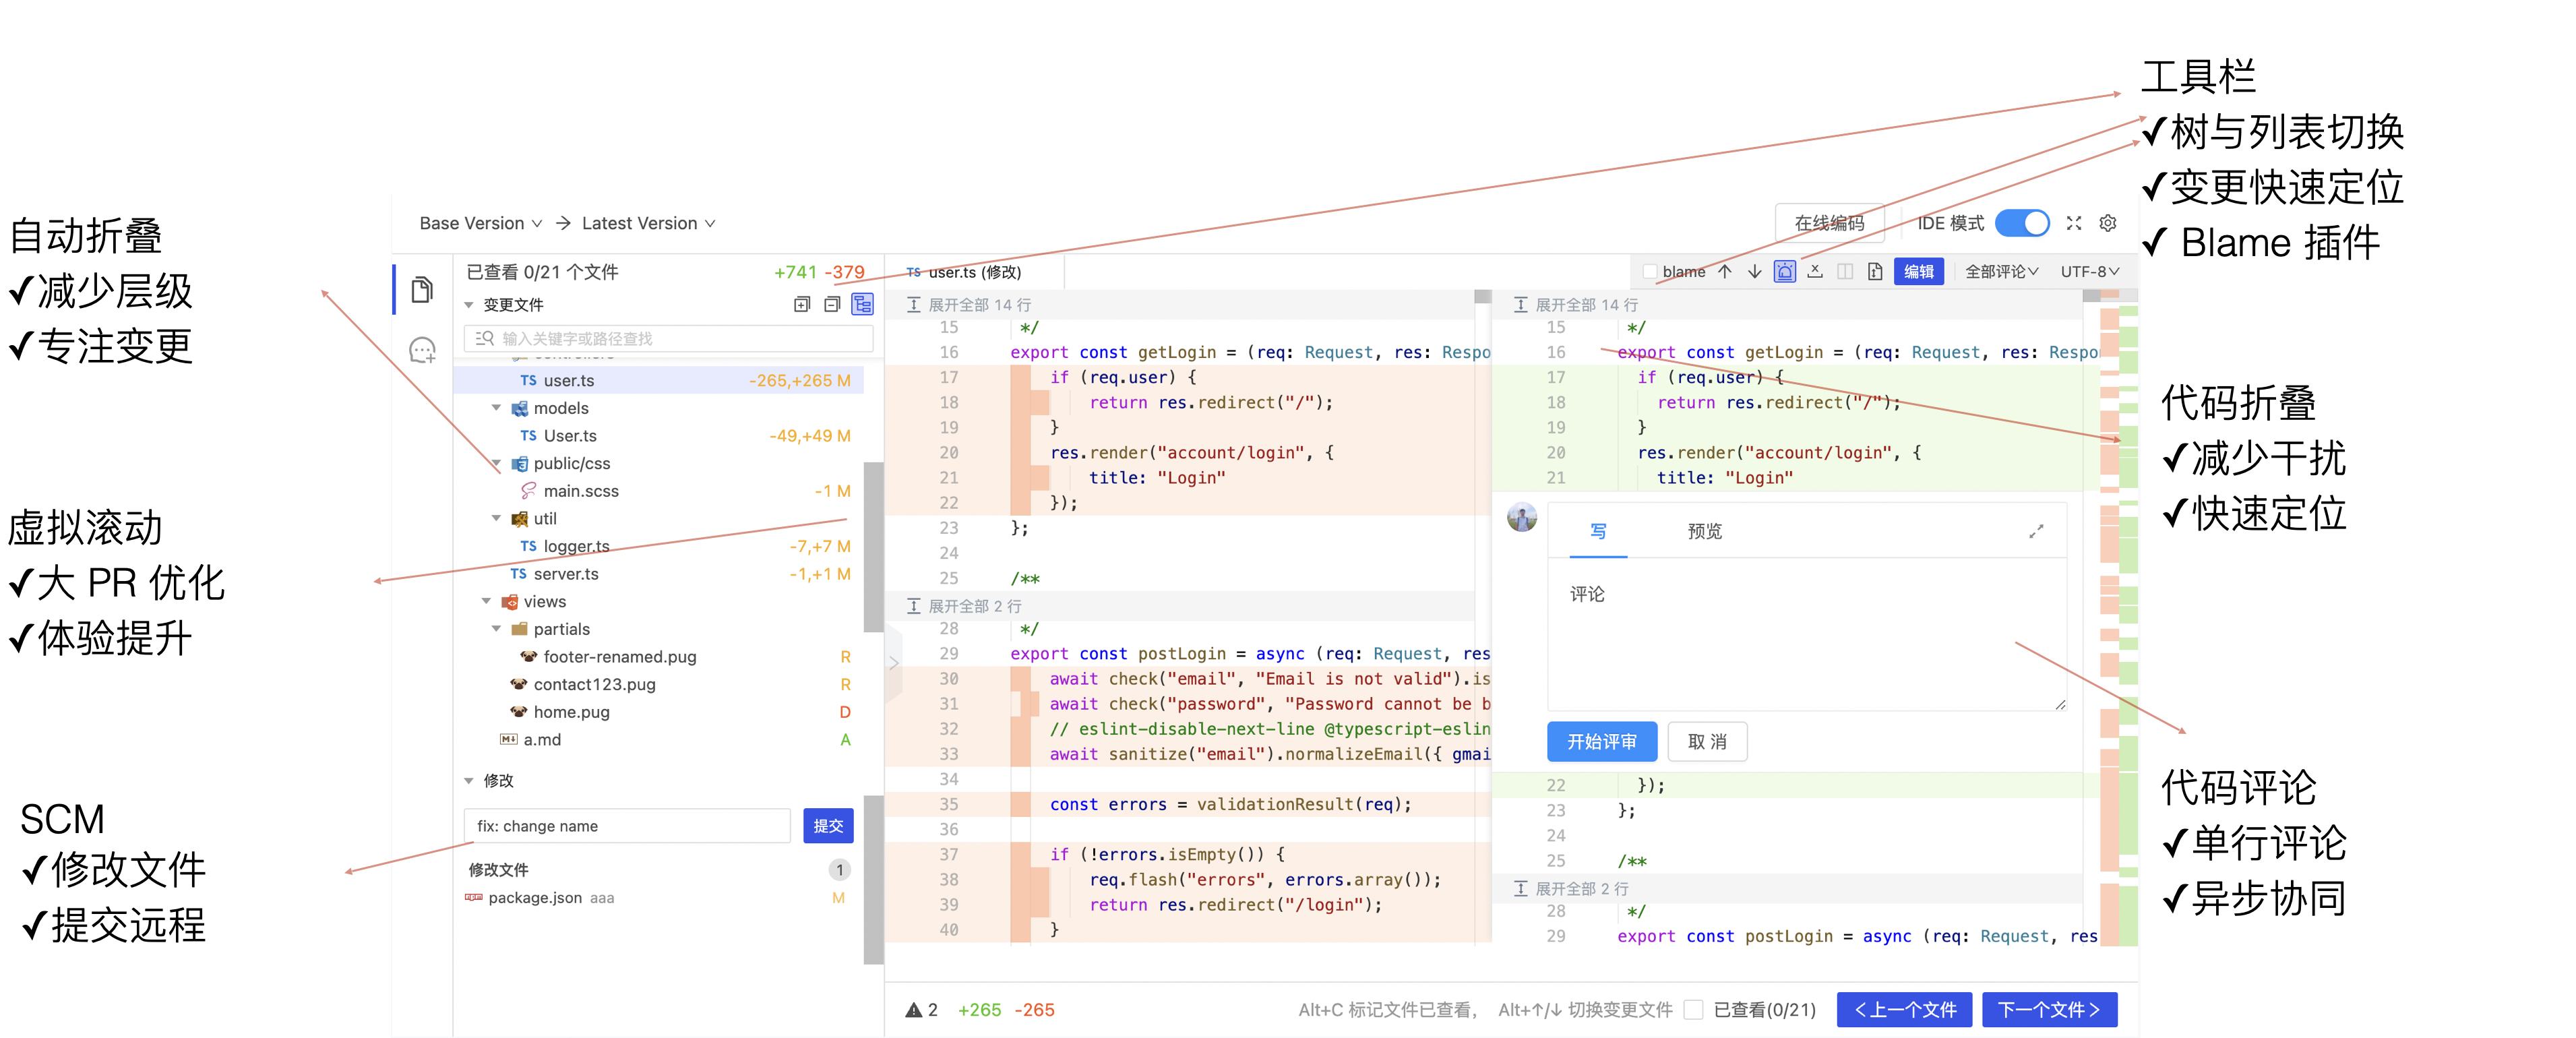 工具栏
✓树与列表切换
✓变更快速定位
✓ Blame 插件
自动折叠
✓减少层级
✓专注变更
虚拟滚动
✓大 PR 优化
✓体验提升
SCM
✓修改文件
✓提交远程
代码折叠
✓减少干扰
✓快速定位
代码评论
✓单行评论
✓异步协同
Base Version → Latest Version
在线编码 IDE 模式
已查看 0/21 个文件 +741 -379
变更文件
输入关键字或路径查找
TS user.ts -265,+265 M
models
TS User.ts -49,+49 M
public/css
main.scss -1 M
util
TS logger.ts -7,+7 M
TS server.ts -1,+1 M
views
partials
footer-renamed.pug R
contact123.pug R
home.pug D
M↓ a.md A
修改
fix: change name 提交
修改文件 1
package.json aaa M
TS user.ts (修改)
blame ↑ ↓ 编辑 全部评论 UTF-8
展开全部 14 行
15 */
16 export const getLogin = (req: Request, res: Respo
17 if (req.user) {
18 return res.redirect("/");
19 }
20 res.render("account/login", {
21 title: "Login"
22 });
23 };
24
25 /**
展开全部 2 行
28 */
29 export const postLogin = async (req: Request, res
30 await check("email", "Email is not valid").is
31 await check("password", "Password cannot be b
32 // eslint-disable-next-line @typescript-eslin
33 await sanitize("email").normalizeEmail({ gmai
34
35 const errors = validationResult(req);
36
37 if (!errors.isEmpty()) {
38 req.flash("errors", errors.array());
39 return res.redirect("/login");
40 }
展开全部 14 行
15 */
16 export const getLogin = (req: Request, res: Respo
17 if (req.user) {
18 return res.redirect("/");
19 }
20 res.render("account/login", {
21 title: "Login"
写 预览
评论
开始评审 取 消
22 });
23 };
24
25 /**
展开全部 2 行
28 */
29 export const postLogin = async (req: Request, res
2 +265 -265
Alt+C 标记文件已查看, Alt+↑/↓ 切换变更文件 已查看(0/21) <上一个文件 下一个文件>